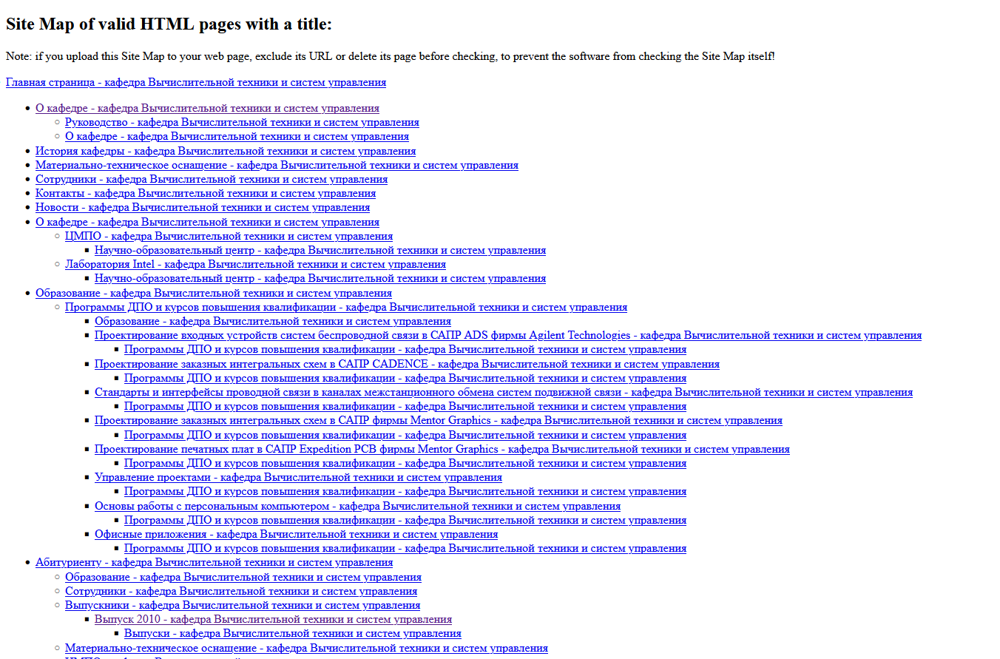 Site Map of valid HTML pages with a title:
Note: if you upload this Site Map to your web page, exclude its URL or delete its page before checking, to prevent the software from checking the Site Map itself!
Главная страница - кафедра Вычислительной техники и систем управления
О кафедре - кафедра Вычислительной техники и систем управления
Руководство - кафедра Вычислительной техники и систем управления
О кафедре - кафедра Вычислительной техники и систем управления
История кафедры - кафедра Вычислительной техники и систем управления
Материально-техническое оснащение - кафедра Вычислительной техники и систем управления
Сотрудники - кафедра Вычислительной техники и систем управления
Контакты - кафедра Вычислительной техники и систем управления
Новости - кафедра Вычислительной техники и систем управления
О кафедре - кафедра Вычислительной техники и систем управления
ЦМПО - кафедра Вычислительной техники и систем управления
Научно-образовательный центр - кафедра Вычислительной техники и систем управления
Лаборатория Intel - кафедра Вычислительной техники и систем управления
Научно-образовательный центр - кафедра Вычислительной техники и систем управления
Образование - кафедра Вычислительной техники и систем управления
Программы ДПО и курсов повышения квалификации - кафедра Вычислительной техники и систем управления
Образование - кафедра Вычислительной техники и систем управления
Проектирование входных устройств систем беспроводной связи в САПР ADS фирмы Agilent Technologies - кафедра Вычислительной техники и систем управления
Программы ДПО и курсов повышения квалификации - кафедра Вычислительной техники и систем управления
Проектирование заказных интегральных схем в САПР CADENCE - кафедра Вычислительной техники и систем управления
Программы ДПО и курсов повышения квалификации - кафедра Вычислительной техники и систем управления
Стандарты и интерфейсы проводной связи в каналах межстанционного обмена систем подвижной связи - кафедра Вычислительной техники и систем управления
Программы ДПО и курсов повышения квалификации - кафедра Вычислительной техники и систем управления
Проектирование заказных интегральных схем в САПР фирмы Mentor Graphics - кафедра Вычислительной техники и систем управления
Программы ДПО и курсов повышения квалификации - кафедра Вычислительной техники и систем управления
Проектирование печатных плат в САПР Expedition PCB фирмы Mentor Graphics - кафедра Вычислительной техники и систем управления
Программы ДПО и курсов повышения квалификации - кафедра Вычислительной техники и систем управления
Управление проектами - кафедра Вычислительной техники и систем управления
Программы ДПО и курсов повышения квалификации - кафедра Вычислительной техники и систем управления
Основы работы с персональным компьютером - кафедра Вычислительной техники и систем управления
Программы ДПО и курсов повышения квалификации - кафедра Вычислительной техники и систем управления
Офисные приложения - кафедра Вычислительной техники и систем управления
Программы ДПО и курсов повышения квалификации - кафедра Вычислительной техники и систем управления
Абитуриенту - кафедра Вычислительной техники и систем управления
Образование - кафедра Вычислительной техники и систем управления
Сотрудники - кафедра Вычислительной техники и систем управления
Выпускники - кафедра Вычислительной техники и систем управления
Выпуск 2010 - кафедра Вычислительной техники и систем управления
Выпуски - кафедра Вычислительной техники и систем управления
Материально-техническое оснащение - кафедра Вычислительной техники и систем управления